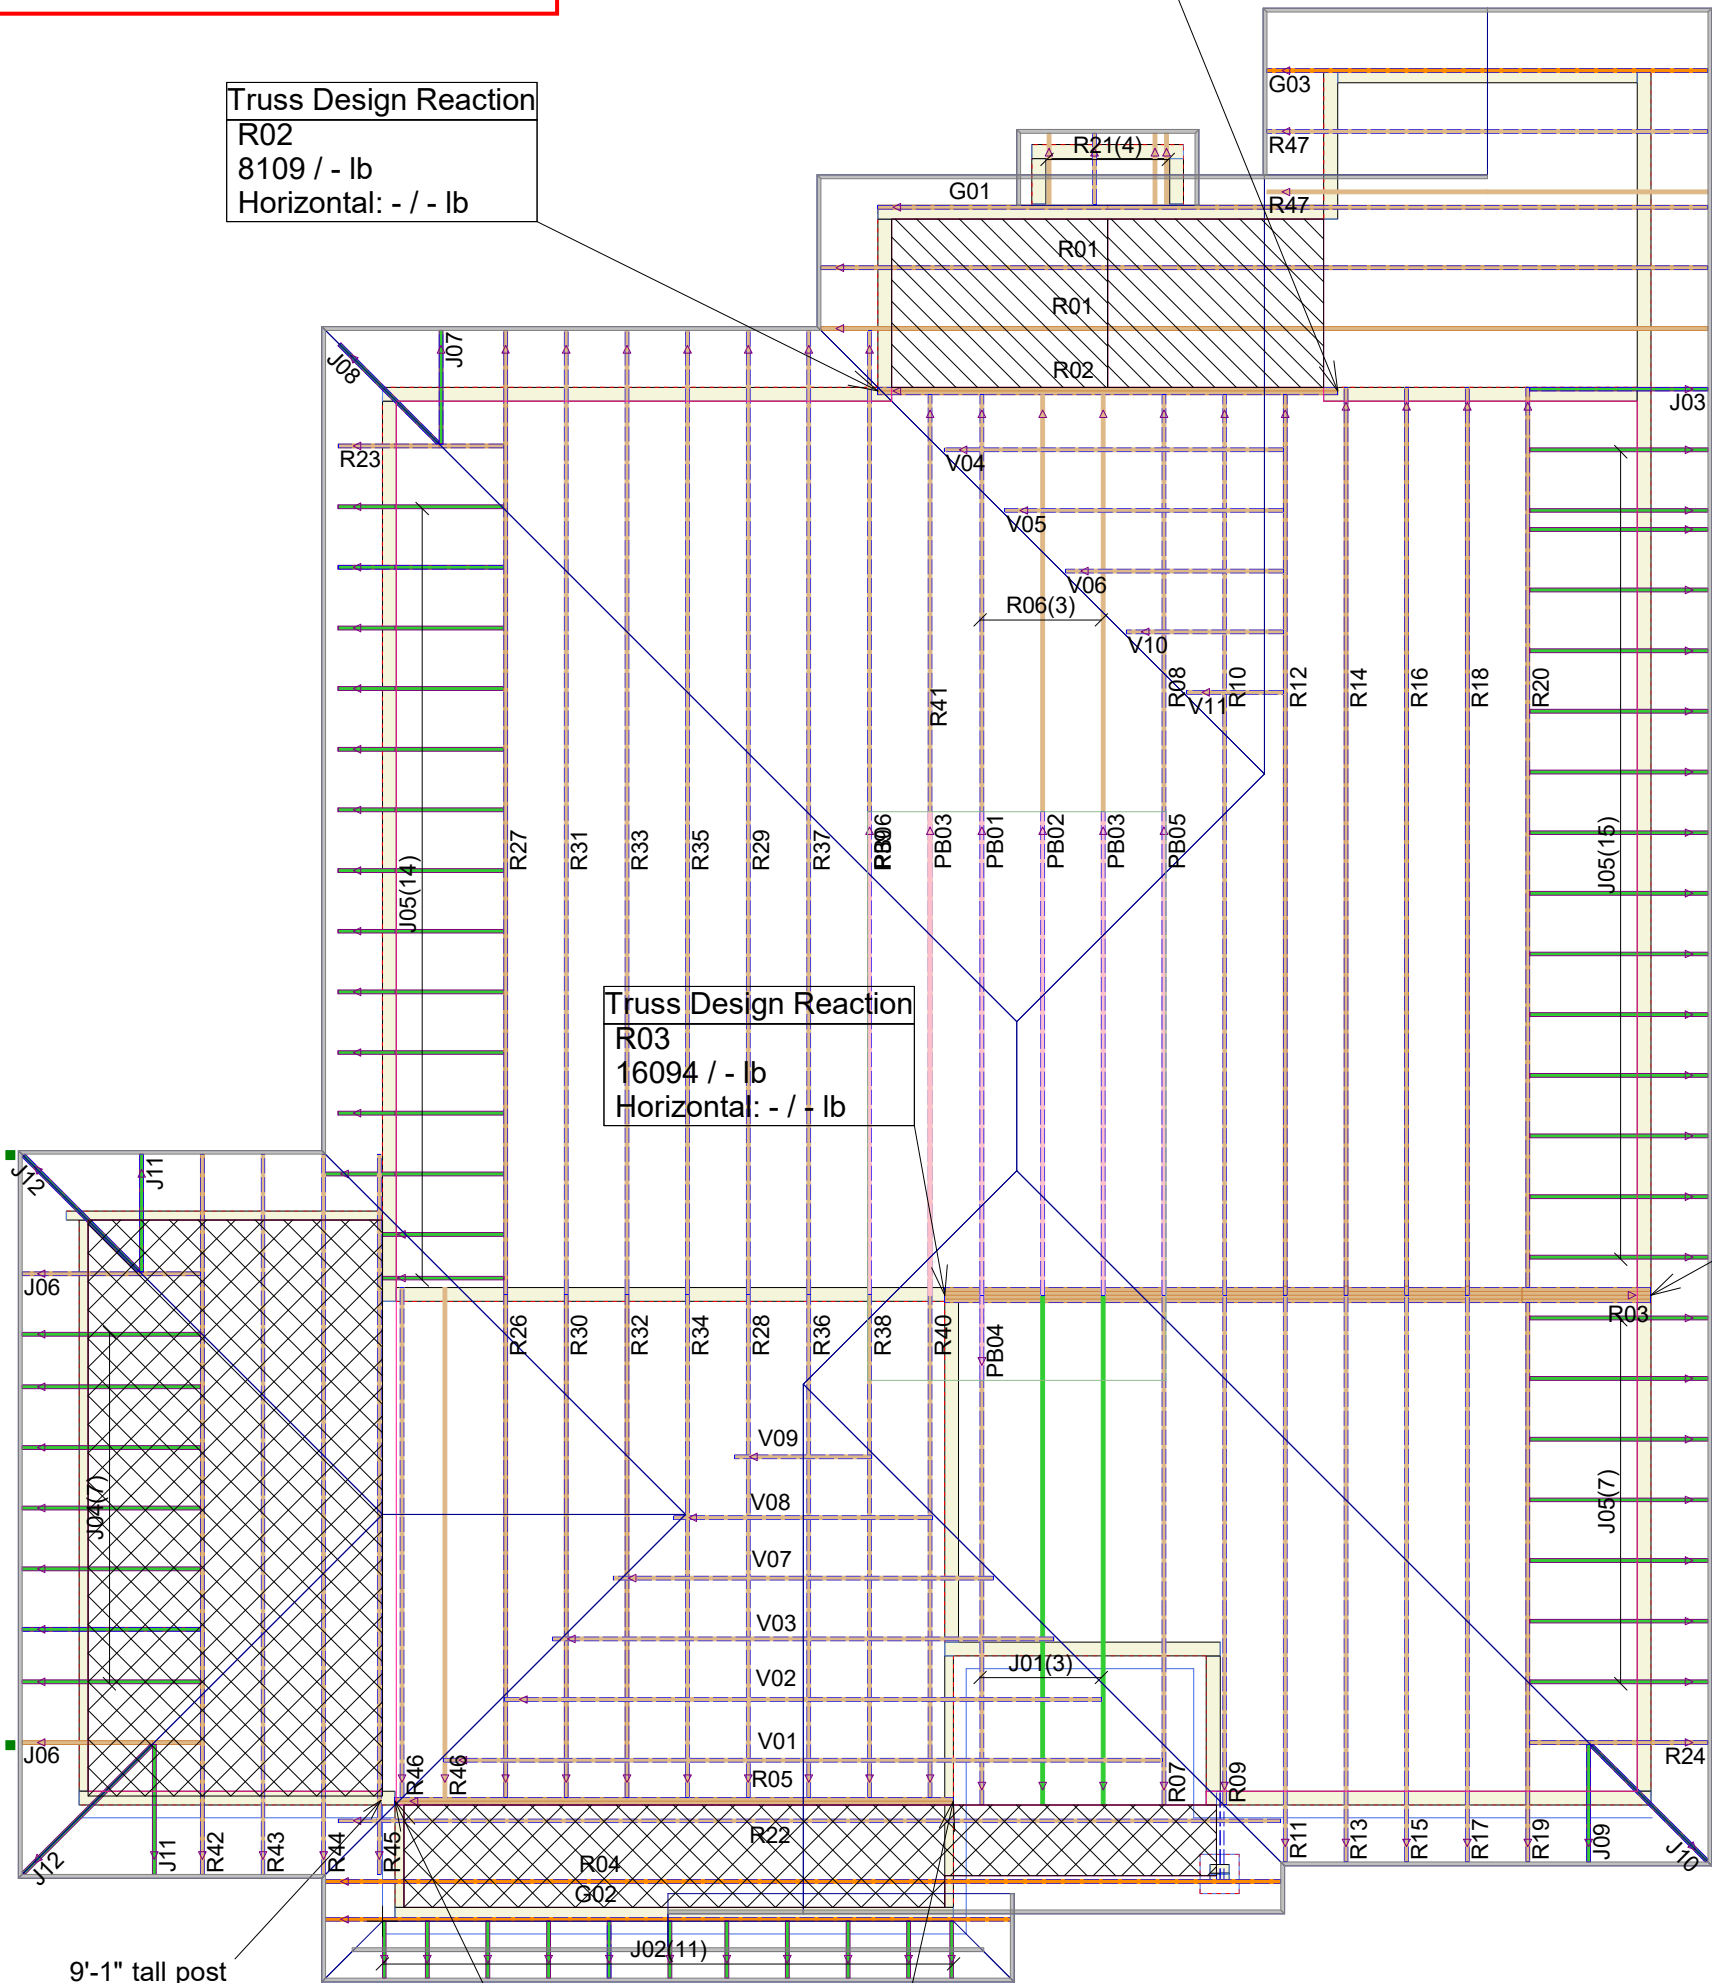 Truss Design Reaction
R02
8109 / - lb
Horizontal: - / - lb
G03
R47
R47
R21(4)
G01
R01
R01
R02
J07
J08
R23
J03
V04
V05
V06
R06(3)
V10
V11
R41
R08
R10
R12
R14
R16
R18
R20
J05(14)
R27
R31
R33
R35
R29
R37
PB03
PB01
PB02
PB03
PB05
J05(15)
Truss Design Reaction
R03
16094 / - lb
Horizontal: - / - lb
J12
J11
J06
R26
R30
R32
R34
R28
R36
R38
R40
PB04
R03
V09
V08
V07
V03
V02
V01
J01(3)
J04(7)
J05(7)
J06
R46
R46
R05
R07
R09
R24
J12
J11
R42
R43
R44
R45
R22
R04
G02
R11
R13
R15
R17
R19
J09
J10
J02(11)
9'-1" tall post